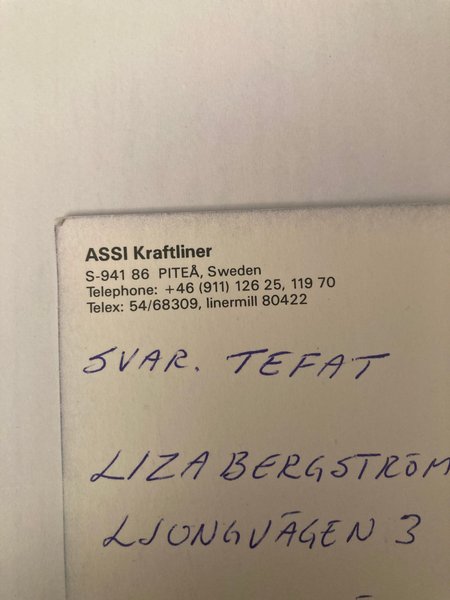 ASSI Kraftliner
S-941 86 PITEÅ, Sweden
Telephone: +46 (911) 126 25, 119 70
Telex: 54/68309, linermill 80422
SVAR. TEFAT
LIZA BERGSTRÖM
LJONGVÄGEN 3